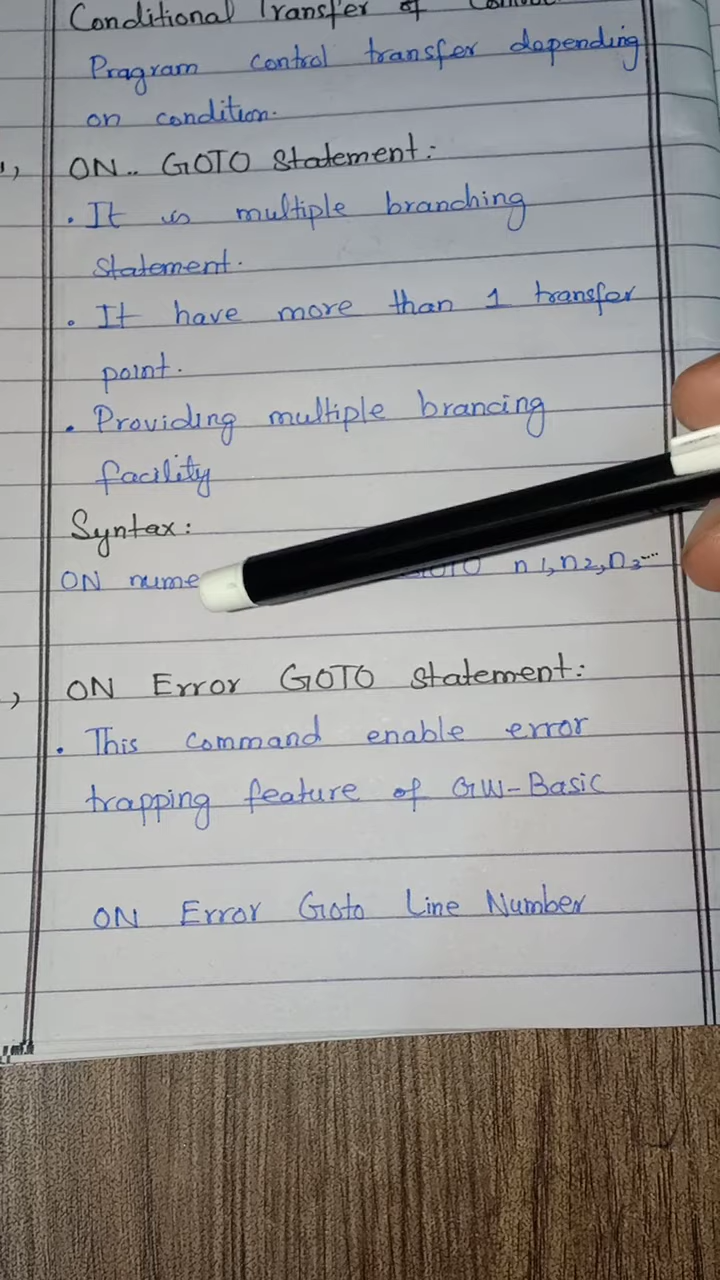 Conditional Transfer of
Pragram control transfer depending
on condition.
ON.. GOTO Statement:
. It is multiple branching
Statement.
. It have more than 1 transfer
point.
. Providing multiple brancing
facility
Syntax:
ON nume GOTO n1,n2,n3....
ON Error GOTO Statement:
. This command enable error
trapping feature of GW-Basic
ON Error Goto Line Number